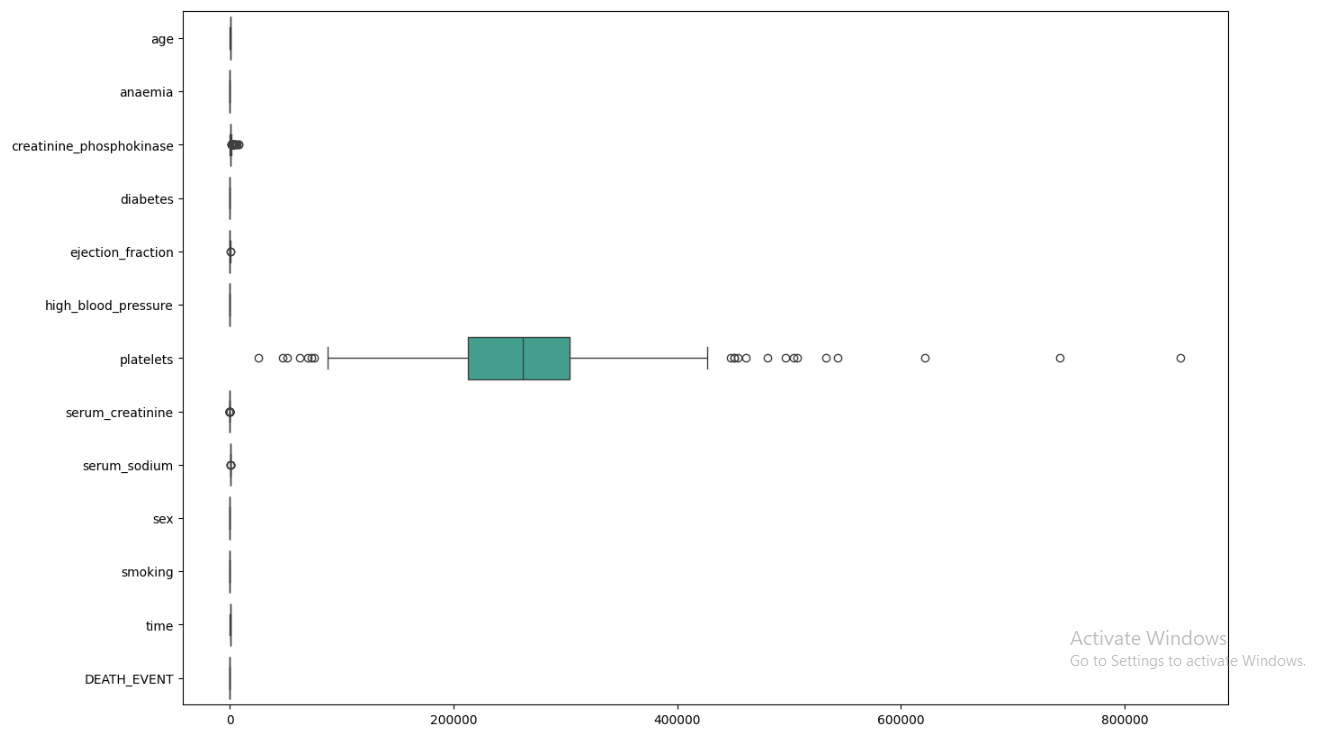 age
anaemia
creatinine_phosphokinase
diabetes
ejection_fraction
high_blood_pressure
platelets
serum_creatinine
serum_sodium
sex
smoking
time
DEATH_EVENT
0 200000 400000 600000 800000
Activate Windows
Go to Settings to activate Windows.